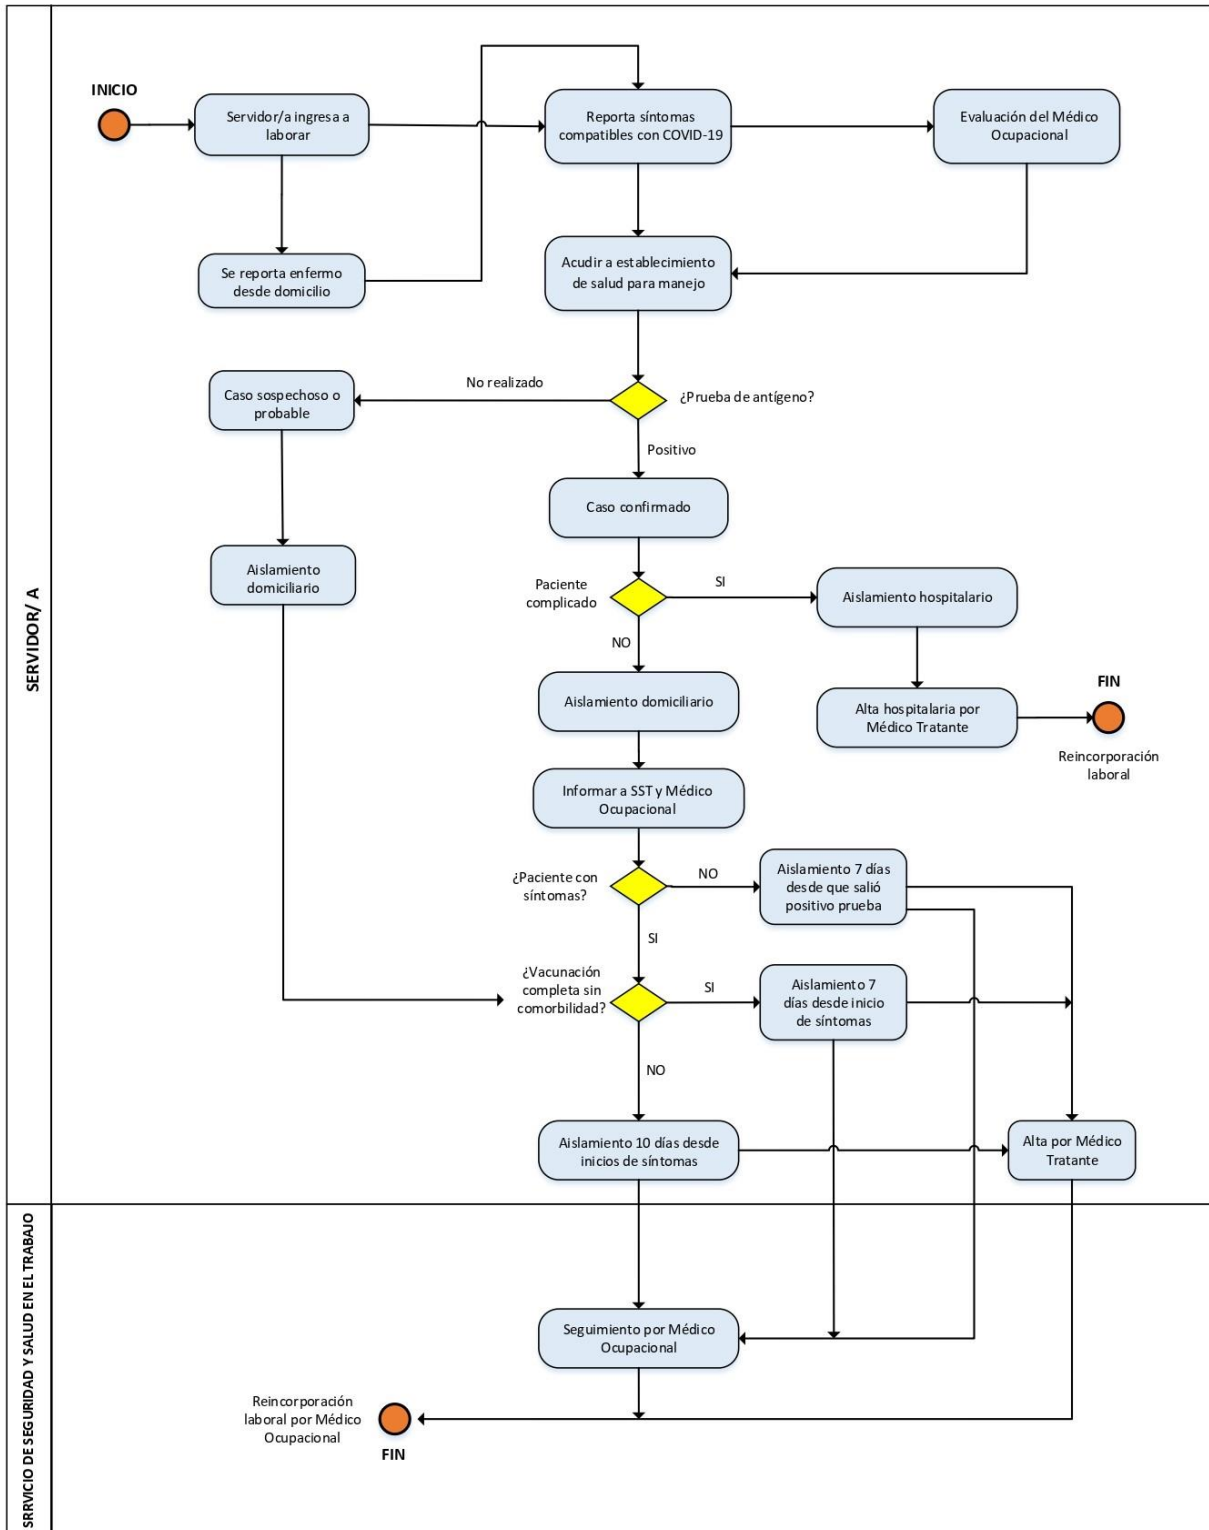 INICIO
Servidor/a ingresa a
laborar
Reporta síntomas
compatibles con COVID-19
Evaluación del Médico
Ocupacional
Se reporta enfermo
desde domicilio
Acudir a establecimiento
de salud para manejo
No realizado
¿Prueba de antígeno?
Caso sospechoso o
probable
Positivo
Caso confirmado
Aislamiento
domiciliario
Paciente
complicado
SI
Aislamiento hospitalario
NO
Aislamiento domiciliario
Alta hospitalaria por
Médico Tratante
FIN
Reincorporación
laboral
Informar a SST y Médico
Ocupacional
¿Paciente con
síntomas?
NO
Aislamiento 7 días
desde que salió
positivo prueba
SI
¿Vacunación
completa sin
comorbilidad?
SI
Aislamiento 7
días desde inicio
de síntomas
NO
Aislamiento 10 días desde
inicios de síntomas
Alta por Médico
Tratante
SERVIDOR/ A
Seguimiento por Médico
Ocupacional
Reincorporación
laboral por Médico
Ocupacional
FIN
SRRVICIO DE SEGURIDAD Y SALUD EN EL TRABAJO